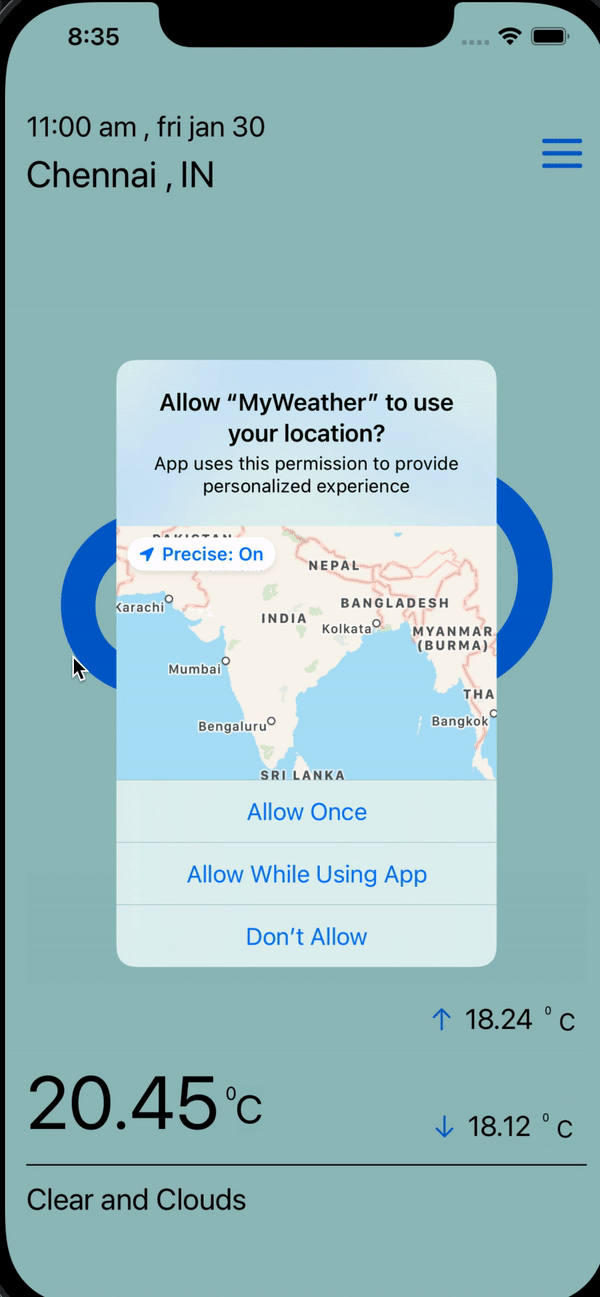 8:35
11:00 am , fri jan 30
Chennai , IN
Allow “MyWeather” to use
your location?
App uses this permission to provide
personalized experience
PAKISTAN
Precise: On
NEPAL
Karachi
BANGLADESH
INDIA
Kolkata
MYANMAR
(BURMA)
Mumbai
THA
Bengaluru
Bangkok
SRI LANKA
Allow Once
Allow While Using App
Don’t Allow
↑ 18.24 ⁰ C
20.45 ⁰C
↓ 18.12 ⁰ C
Clear and Clouds